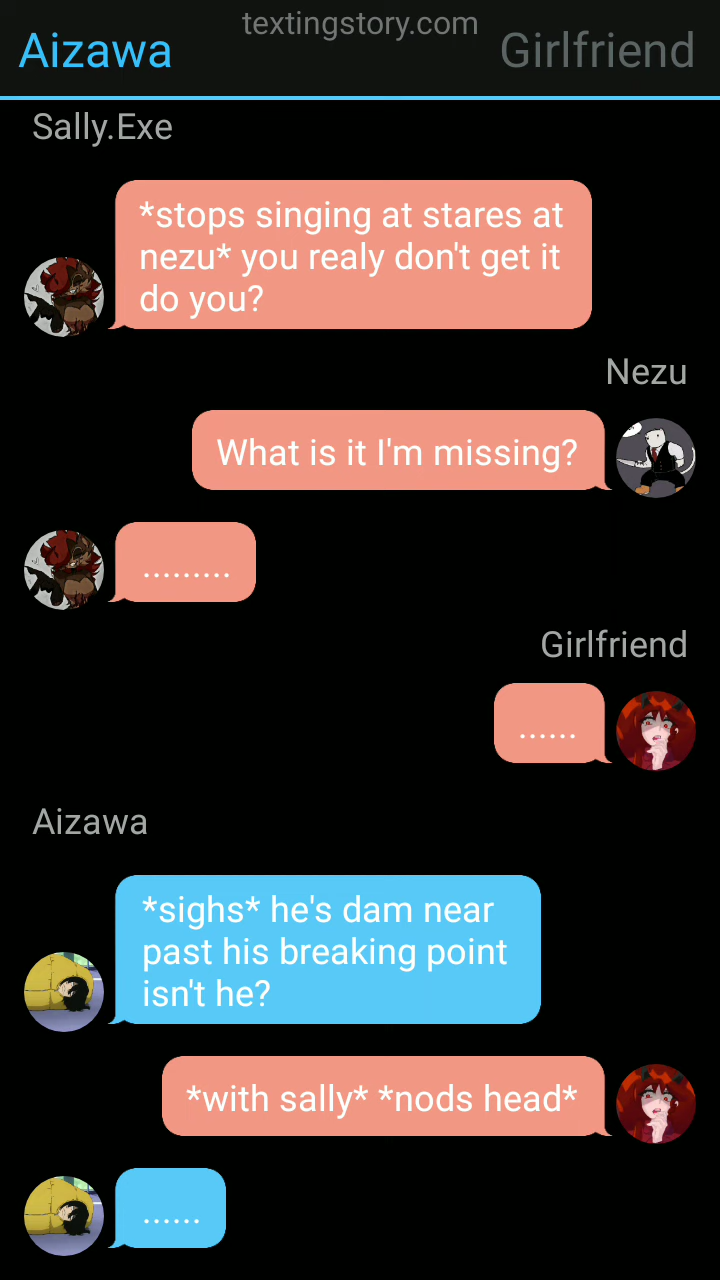 textingstory.com
Aizawa
Girlfriend
Sally.Exe
*stops singing at stares at
nezu* you realy don't get it
do you?
Nezu
What is it I'm missing?
.........
Girlfriend
......
Aizawa
*sighs* he's dam near
past his breaking point
isn't he?
*with sally* *nods head*
......